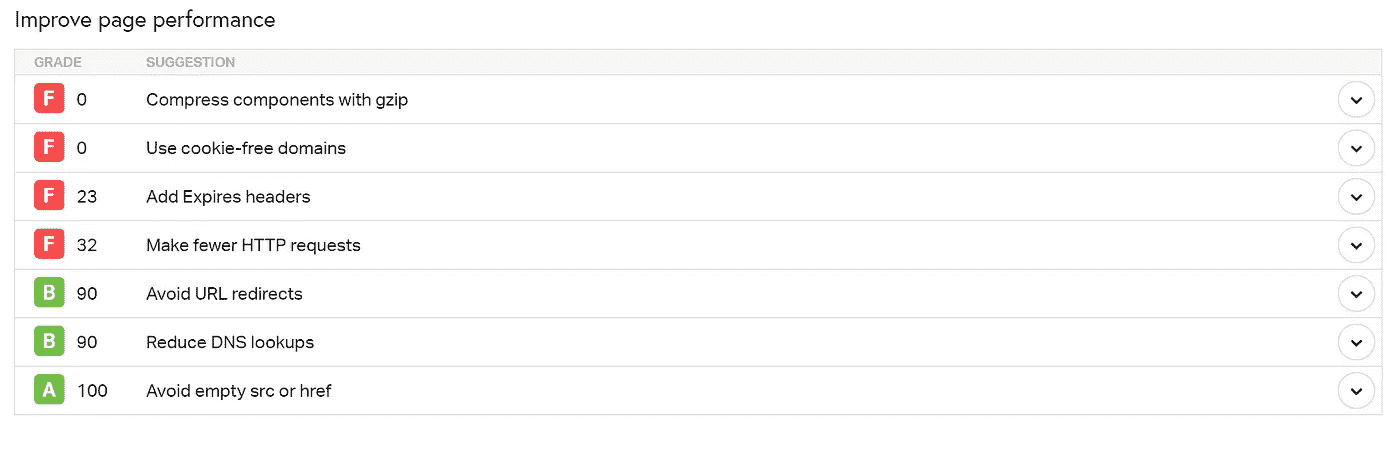 Improve page performance
GRADE SUGGESTION
F 0 Compress components with gzip
F 0 Use cookie-free domains
F 23 Add Expires headers
F 32 Make fewer HTTP requests
B 90 Avoid URL redirects
B 90 Reduce DNS lookups
A 100 Avoid empty src or href